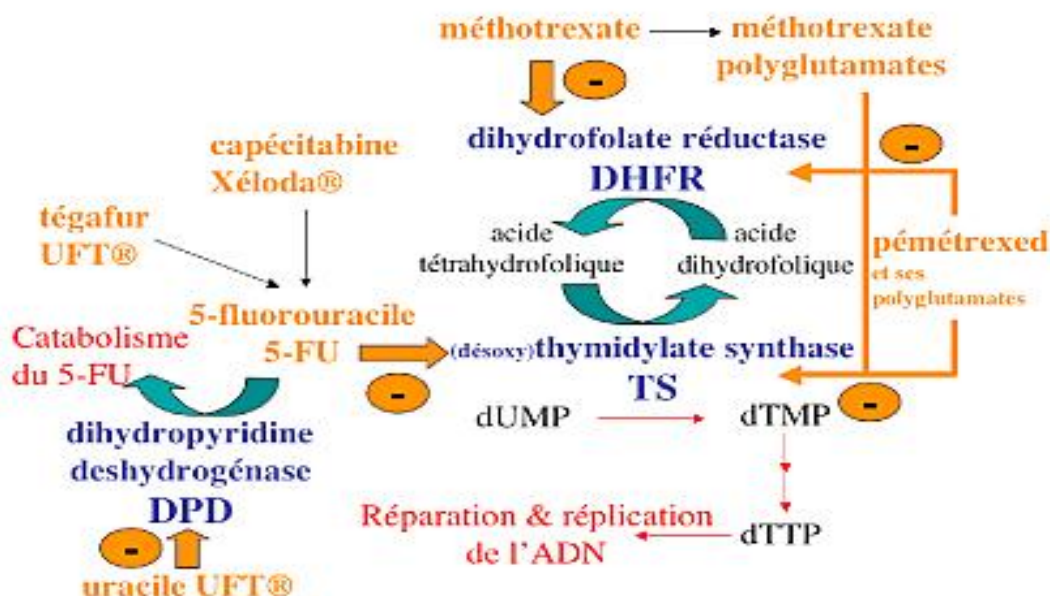 méthotrexate
méthotrexate
polyglutamates
-
-
dihydrofolate réductase
DHFR
capécitabine
Xéloda®
tégafur
UFT®
acide
tétrahydrofolique
acide
dihydrofolique
pémétrexed
et ses
polyglutamates
5-fluorouracile
5-FU
Catabolisme
du 5-FU
(désoxy)thymidylate synthase
TS
-
-
dUMP
dTMP
dihydropyridine
deshydrogénase
DPD
-
uracile UFT®
Réparation & réplication
de l'ADN
dTTP